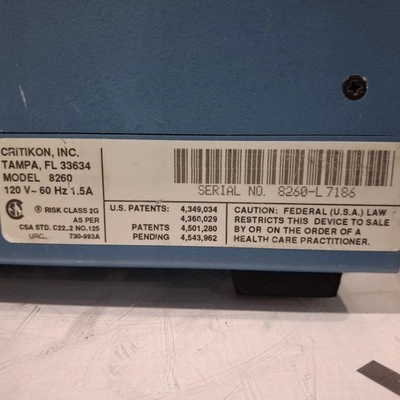 CRITIKON, INC.
TAMPA, FL 33634
MODEL 8260
120 V~ 60 Hz 1.5A
SERIAL NO. 8260-L7186
® RISK CLASS 2G
AS PER
CSA STD. C22.2 NO.125
URC. 730-993A
U.S. PATENTS: 4,349,034
4,360,029
PATENTS 4,501,280
PENDING 4,543,962
CAUTION: FEDERAL (U.S.A.) LAW
RESTRICTS THIS DEVICE TO SALE
BY OR ON THE ORDER OF A
HEALTH CARE PRACTITIONER.